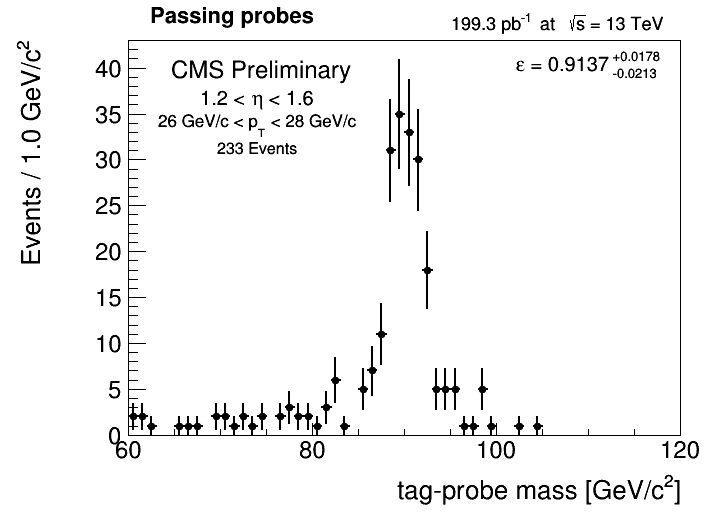 Passing probes
199.3 pb⁻¹ at √s = 13 TeV
CMS Preliminary
ε = 0.9137 +0.0178 -0.0213
1.2 < η < 1.6
26 GeV/c < p_T < 28 GeV/c
233 Events
Events / 1.0 GeV/c²
40
35
30
25
20
15
10
5
0
60 80 100 120
tag-probe mass [GeV/c²]